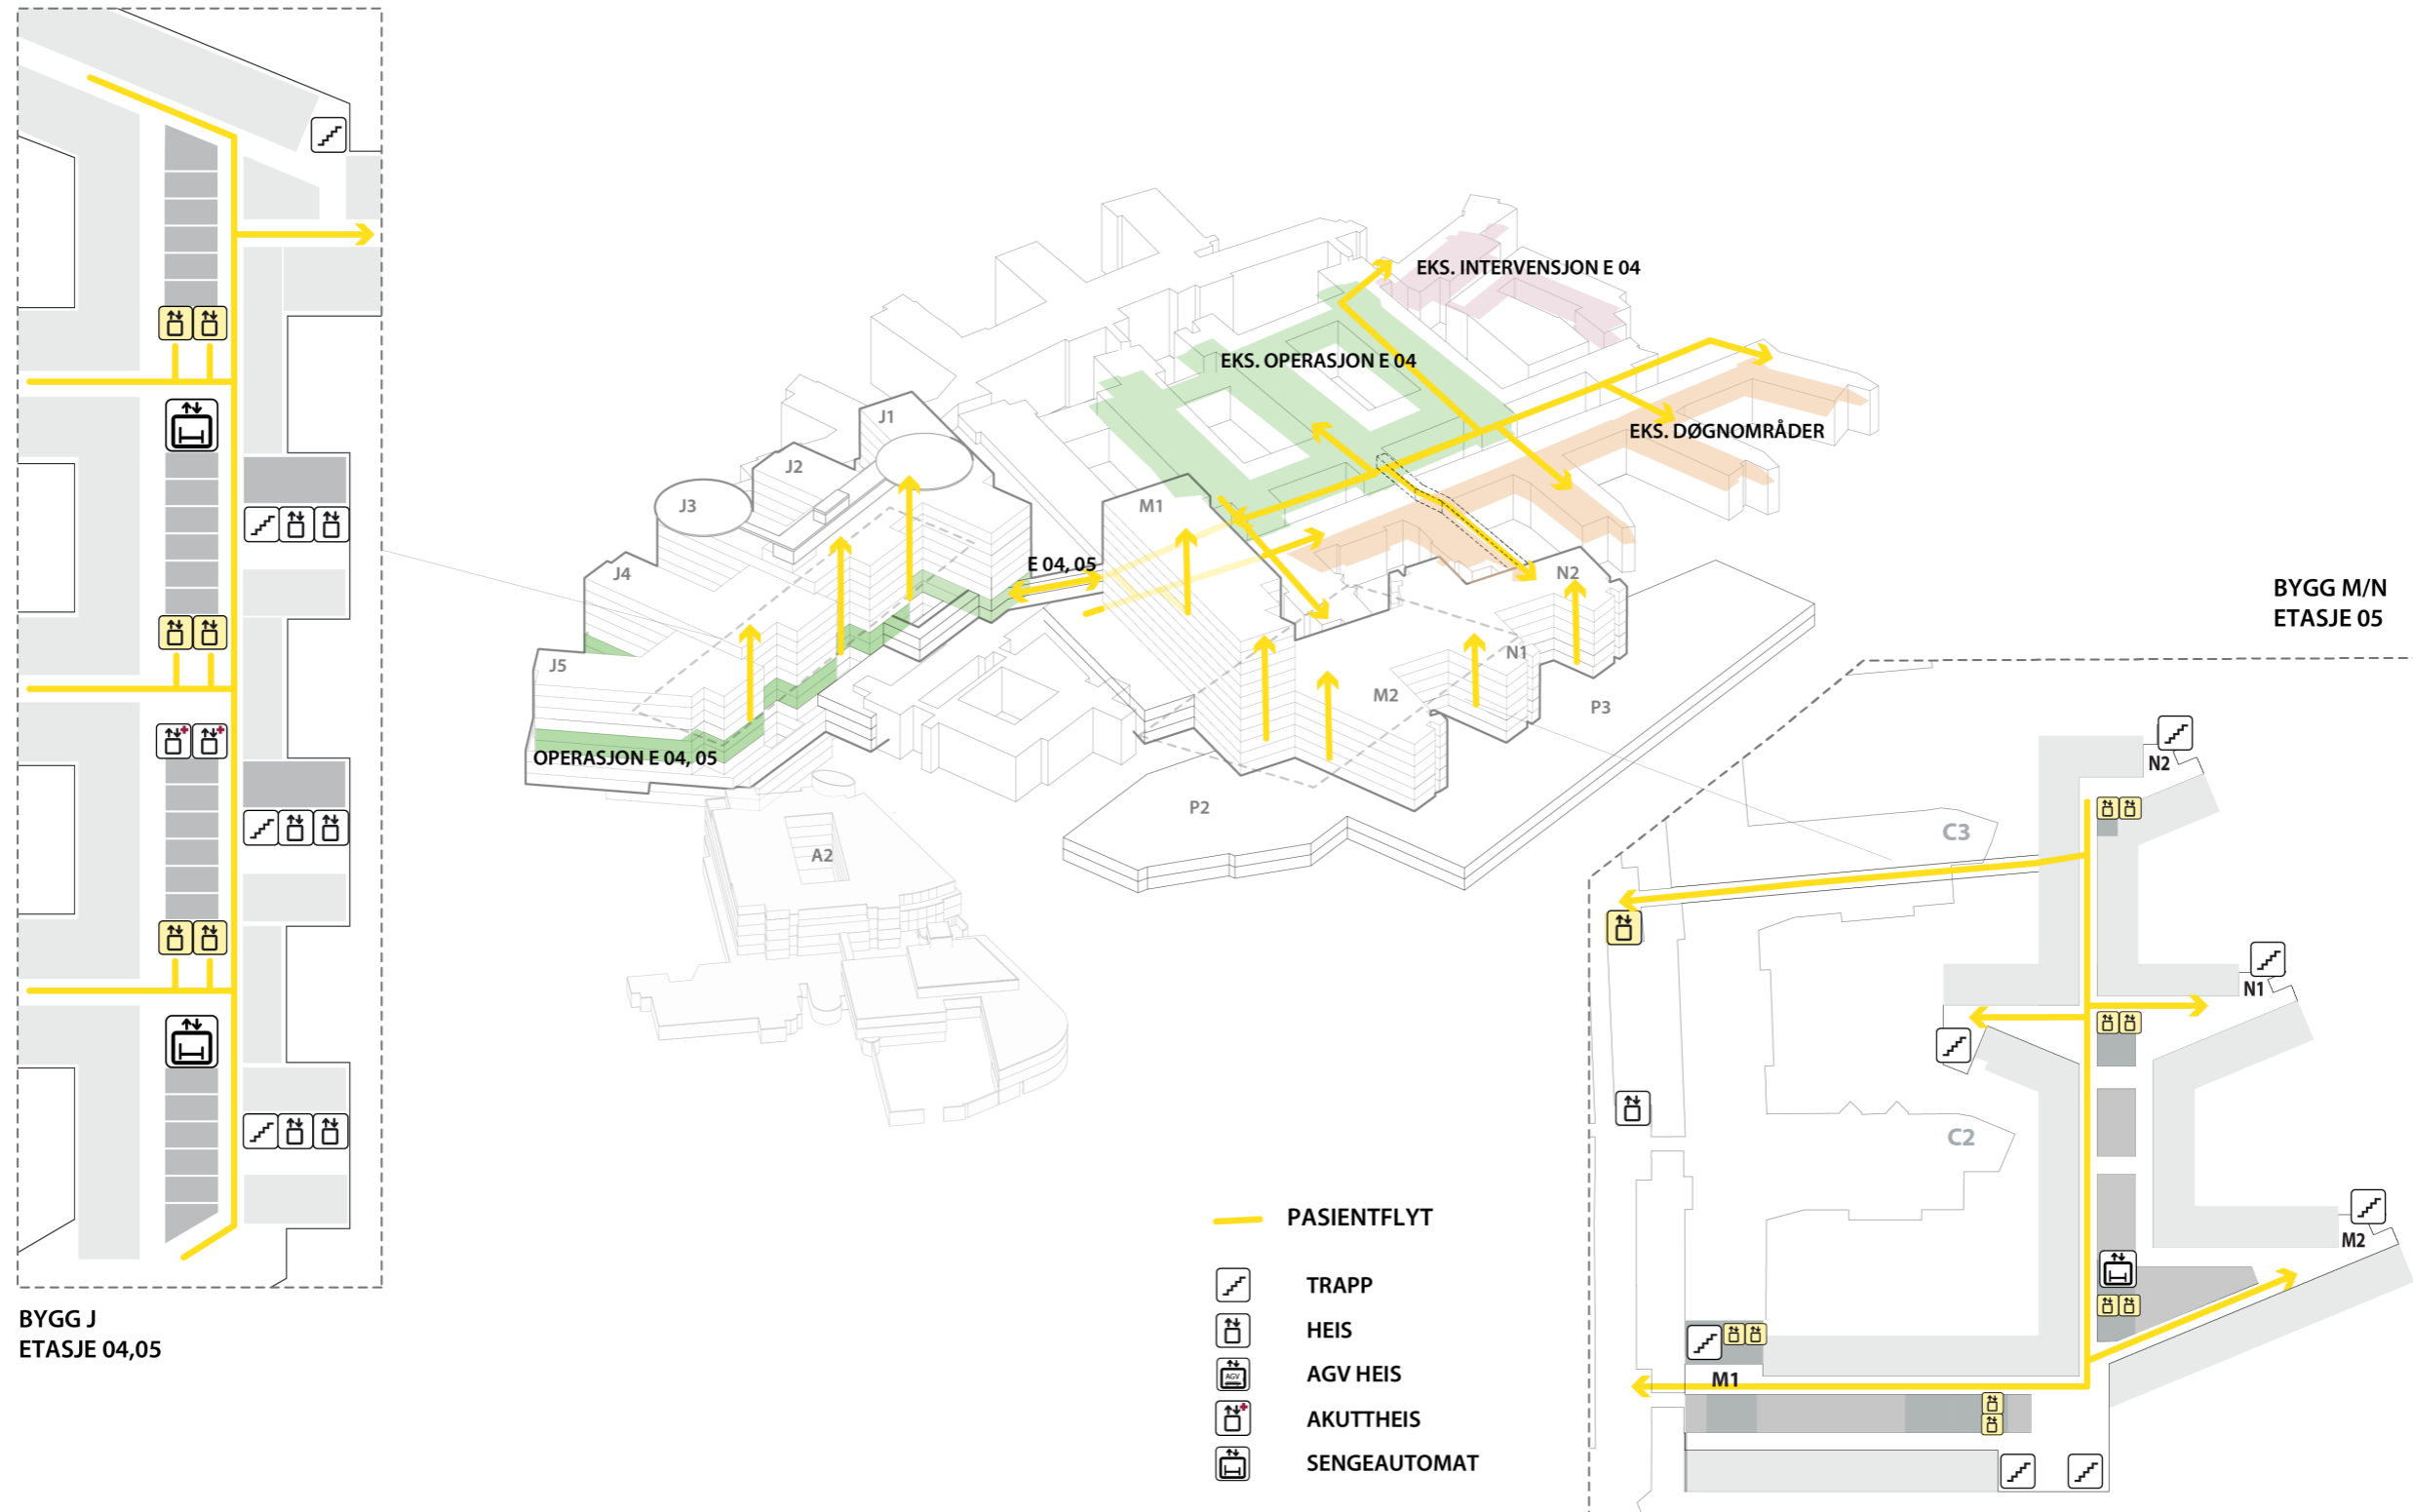 EKS. INTERVENSJON E 04
EKS. OPERASJON E 04
EKS. DØGNOMRÅDER
J1
J2
J3
M1
E 04, 05
J4
N2
J5
N1
M2
P3
OPERASJON E 04, 05
P2
A2
BYGG M/N
ETASJE 05
N2
C3
N1
C2
M2
M1
BYGG J
ETASJE 04,05
PASIENTFLYT
TRAPP
HEIS
AGV
AGV HEIS
AKUTTHEIS
SENGEAUTOMAT